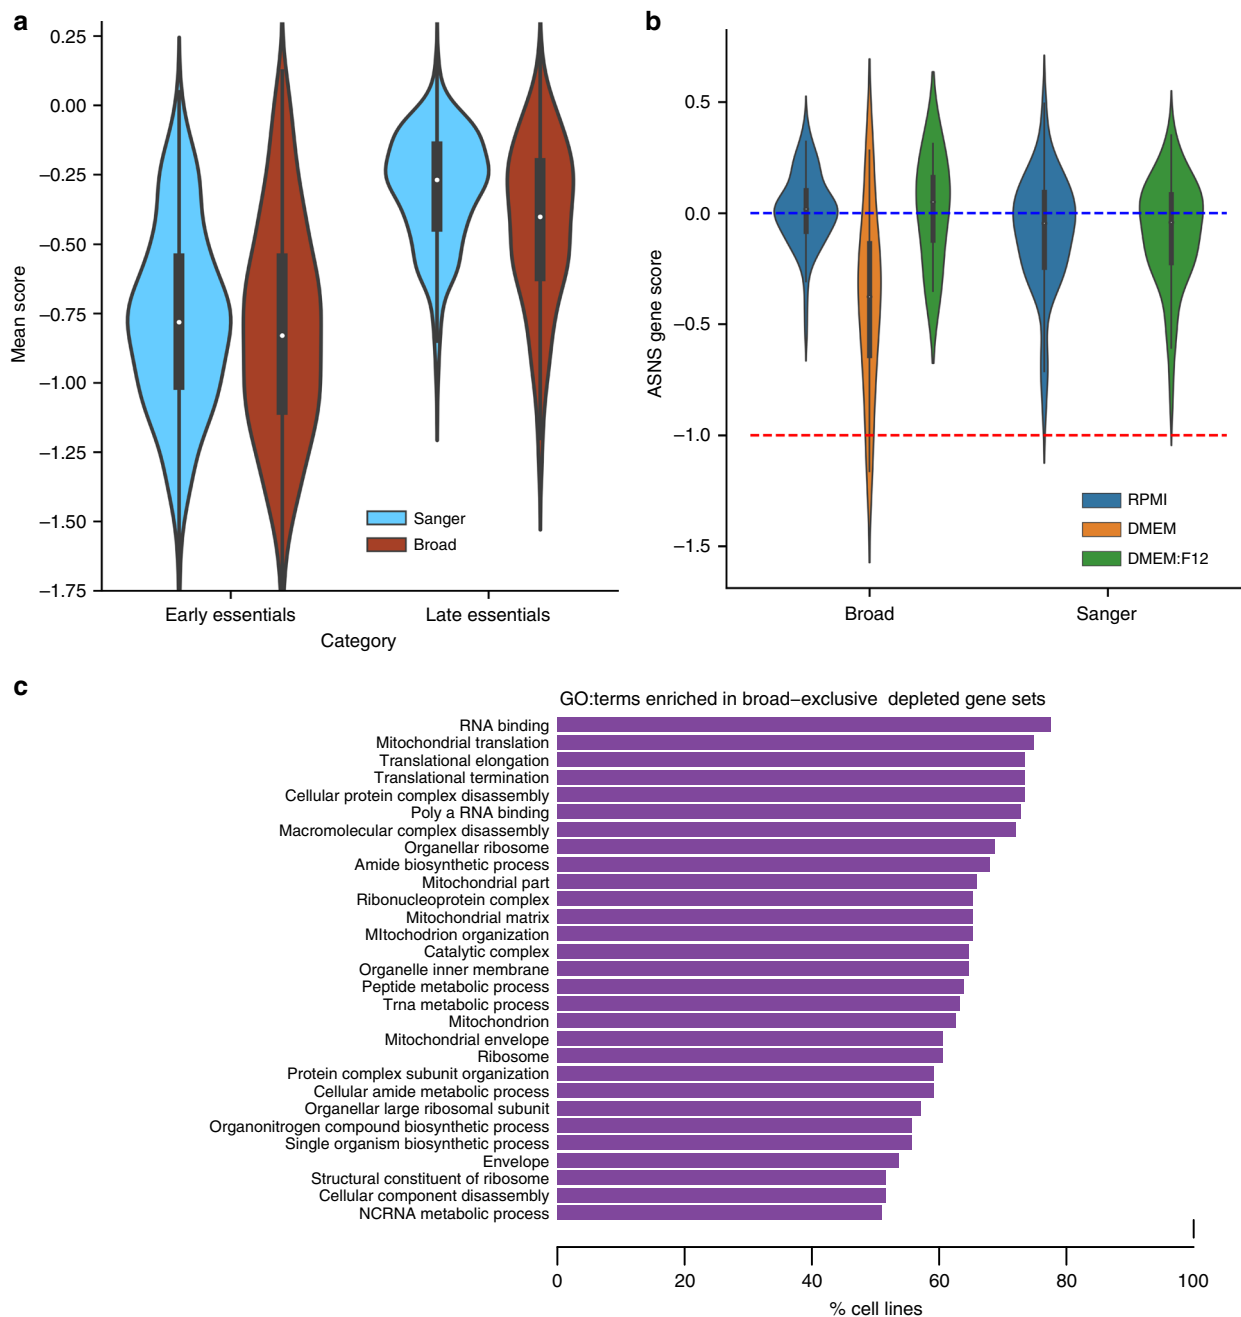 a
0.25
0.00
−0.25
−0.50
−0.75
−1.00
−1.25
−1.50
−1.75
Mean score
Sanger
Broad
Early essentials
Late essentials
Category
b
0.5
0.0
−0.5
−1.0
−1.5
ASNS gene score
RPMI
DMEM
DMEM:F12
Broad
Sanger
c
GO:terms enriched in broad−exclusive depleted gene sets
RNA binding
Mitochondrial translation
Translational elongation
Translational termination
Cellular protein complex disassembly
Poly a RNA binding
Macromolecular complex disassembly
Organellar ribosome
Amide biosynthetic process
Mitochondrial part
Ribonucleoprotein complex
Mitochondrial matrix
MItochodrion organization
Catalytic complex
Organelle inner membrane
Peptide metabolic process
Trna metabolic process
Mitochondrion
Mitochondrial envelope
Ribosome
Protein complex subunit organization
Cellular amide metabolic process
Organellar large ribosomal subunit
Organonitrogen compound biosynthetic process
Single organism biosynthetic process
Envelope
Structural constituent of ribosome
Cellular component disassembly
NCRNA metabolic process
0 20 40 60 80 100
% cell lines